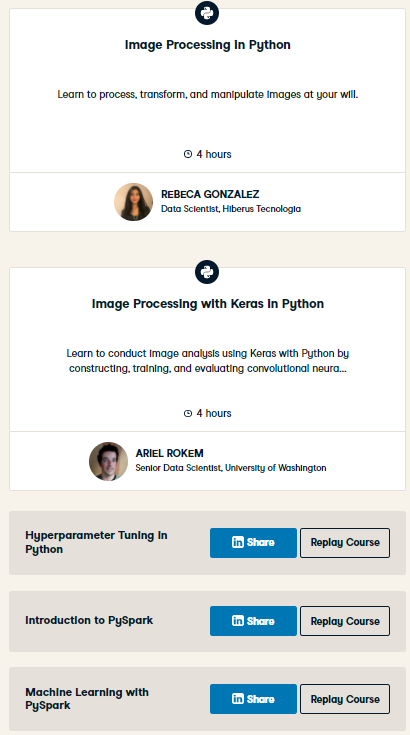 Image Processing in Python
Learn to process, transform, and manipulate images at your will.
4 hours
REBECA GONZALEZ
Data Scientist, Hiberus Tecnologia
Image Processing with Keras in Python
Learn to conduct image analysis using Keras with Python by
constructing, training, and evaluating convolutional neura...
4 hours
ARIEL ROKEM
Senior Data Scientist, University of Washington
Hyperparameter Tuning in
Python
in Share
Replay Course
Introduction to PySpark
in Share
Replay Course
Machine Learning with
PySpark
in Share
Replay Course